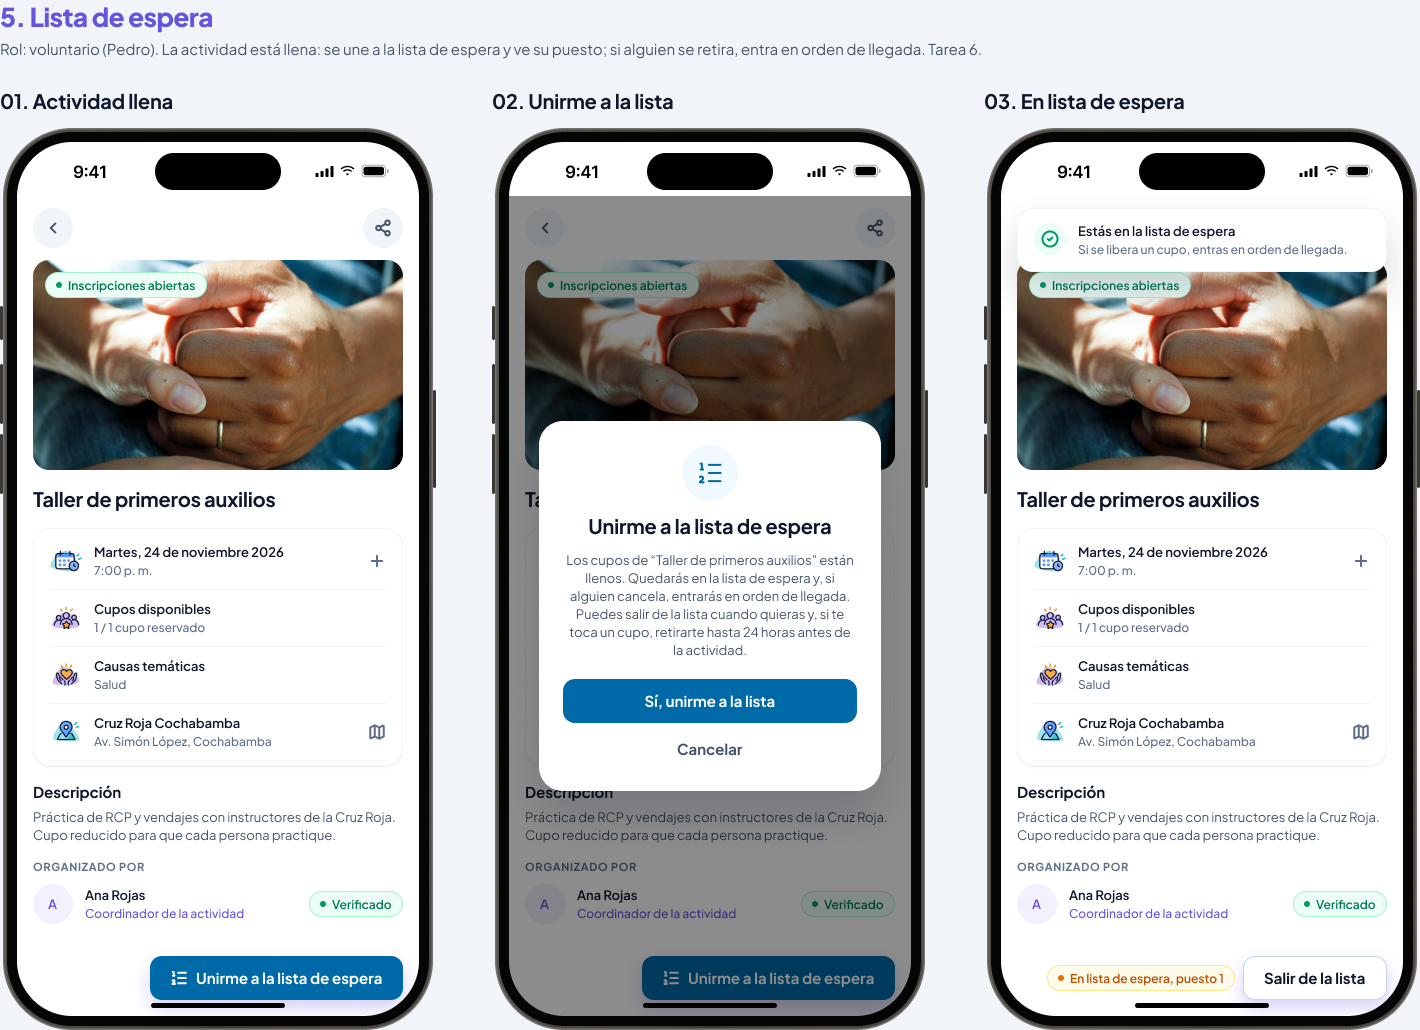 5. Lista de espera
Rol: voluntario (Pedro). La actividad está llena: se une a la lista de espera y ve su puesto; si alguien se retira, entra en orden de llegada. Tarea 6.
01. Actividad llena
9:41
Inscripciones abiertas
Taller de primeros auxilios
Martes, 24 de noviembre 2026
7:00 p. m.
Cupos disponibles
1 / 1 cupo reservado
Causas temáticas
Salud
Cruz Roja Cochabamba
Av. Simón López, Cochabamba
Descripción
Práctica de RCP y vendajes con instructores de la Cruz Roja.
Cupo reducido para que cada persona practique.
ORGANIZADO POR
A
Ana Rojas
Coordinador de la actividad
Verificado
Unirme a la lista de espera
02. Unirme a la lista
9:41
Inscripciones abiertas
Ta
Unirme a la lista de espera
Los cupos de “Taller de primeros auxilios” están
llenos. Quedarás en la lista de espera y, si
alguien cancela, entrarás en orden de llegada.
Puedes salir de la lista cuando quieras y, si te
toca un cupo, retirarte hasta 24 horas antes de
la actividad.
Sí, unirme a la lista
Cancelar
Descripción
Práctica de RCP y vendajes con instructores de la Cruz Roja.
Cupo reducido para que cada persona practique.
ORGANIZADO POR
A
Ana Rojas
Coordinador de la actividad
Verificado
Unirme a la lista de espera
03. En lista de espera
9:41
Estás en la lista de espera
Si se libera un cupo, entras en orden de llegada.
Inscripciones abiertas
Taller de primeros auxilios
Martes, 24 de noviembre 2026
7:00 p. m.
Cupos disponibles
1 / 1 cupo reservado
Causas temáticas
Salud
Cruz Roja Cochabamba
Av. Simón López, Cochabamba
Descripción
Práctica de RCP y vendajes con instructores de la Cruz Roja.
Cupo reducido para que cada persona practique.
ORGANIZADO POR
A
Ana Rojas
Coordinador de la actividad
Verificado
En lista de espera, puesto 1
Salir de la lista